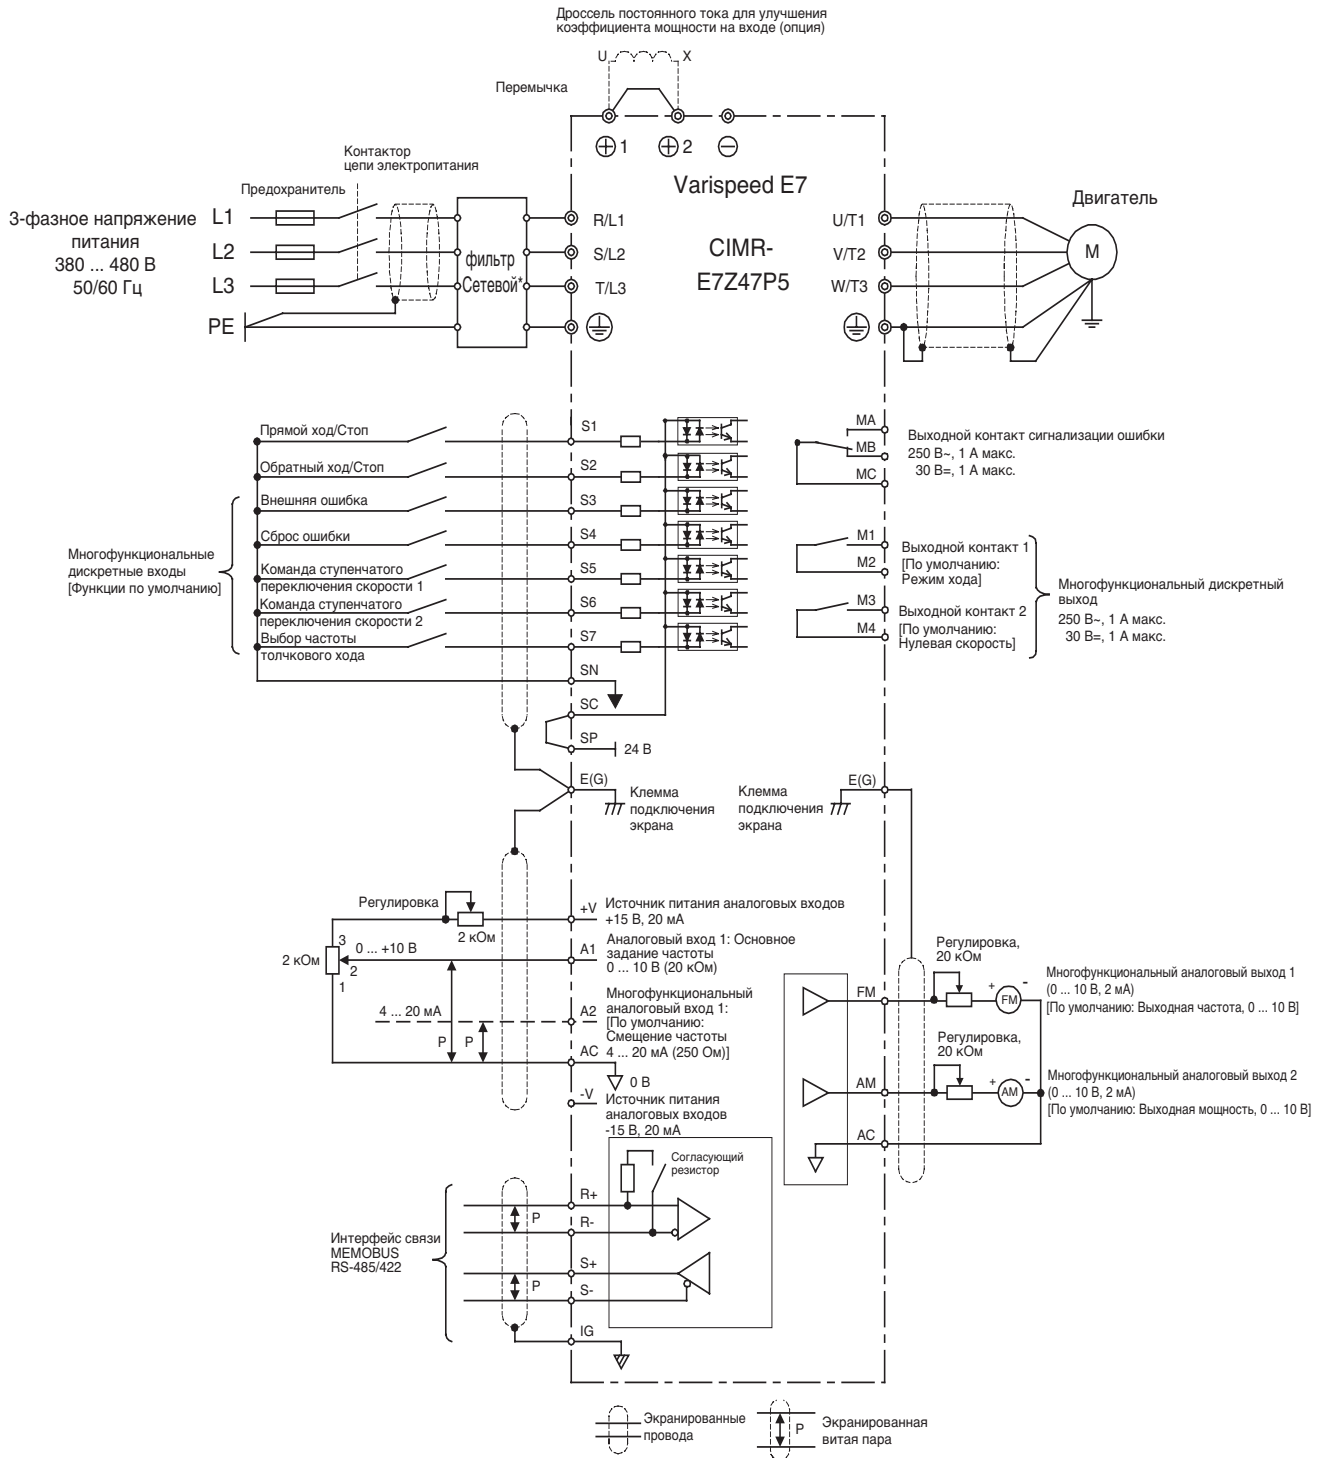 Дроссель постоянного тока для улучшения
коэффициента мощности на входе (опция)
U
X
Перемычка
1
2
Varispeed E7
CIMR-
E7Z47P5
Контактор
цепи электропитания
Предохранитель
3-фазное напряжение
питания
380 ... 480 В
50/60 Гц
L1
L2
L3
PE
фильтр
Сетевой*
R/L1
S/L2
T/L3
U/T1
V/T2
W/T3
Двигатель
M
Прямой ход/Стоп
Обратный ход/Стоп
Внешняя ошибка
Сброс ошибки
Команда ступенчатого
переключения скорости 1
Команда ступенчатого
переключения скорости 2
Выбор частоты
толчкового хода
Многофункциональные
дискретные входы
[Функции по умолчанию]
S1
S2
S3
S4
S5
S6
S7
SN
SC
SP
24 В
E(G)
Клемма
подключения
экрана
MA
MB
MC
Выходной контакт сигнализации ошибки
250 В~, 1 А макс.
30 В=, 1 А макс.
M1
M2
Выходной контакт 1
[По умолчанию:
Режим хода]
M3
M4
Выходной контакт 2
[По умолчанию:
Нулевая скорость]
Многофункциональный дискретный
выход
250 В~, 1 А макс.
30 В=, 1 А макс.
Клемма
подключения
экрана
E(G)
Регулировка
2 кОм
2 кОм
3
2
1
0 ... +10 В
4 ... 20 мА
P
P
+V
Источник питания аналоговых входов
+15 В, 20 мА
A1
Аналоговый вход 1: Основное
задание частоты
0 ... 10 В (20 кОм)
A2
Многофункциональный
аналоговый вход 1:
[По умолчанию:
Смещение частоты
4 ... 20 мА (250 Ом)]
AC
0 В
-V
Источник питания
аналоговых входов
-15 В, 20 мА
FM
Регулировка,
20 кОм
+
-
FM
Многофункциональный аналоговый выход 1
(0 ... 10 В, 2 мА)
[По умолчанию: Выходная частота, 0 ... 10 В]
AM
Регулировка,
20 кОм
+
-
AM
Многофункциональный аналоговый выход 2
(0 ... 10 В, 2 мА)
[По умолчанию: Выходная мощность, 0 ... 10 В]
AC
Согласующий
резистор
Интерфейс связи
MEMOBUS
RS-485/422
P
P
R+
R-
S+
S-
IG
Экранированные
провода
P
Экранированная
витая пара